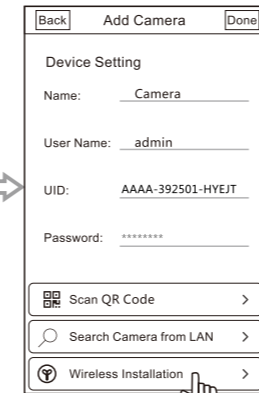 Back Add Camera Done
Device Setting
Name: Camera
User Name: admin
UID: AAAA-392501-HYEJT
Password: ********
Scan QR Code >
Search Camera from LAN >
Wireless Installation >